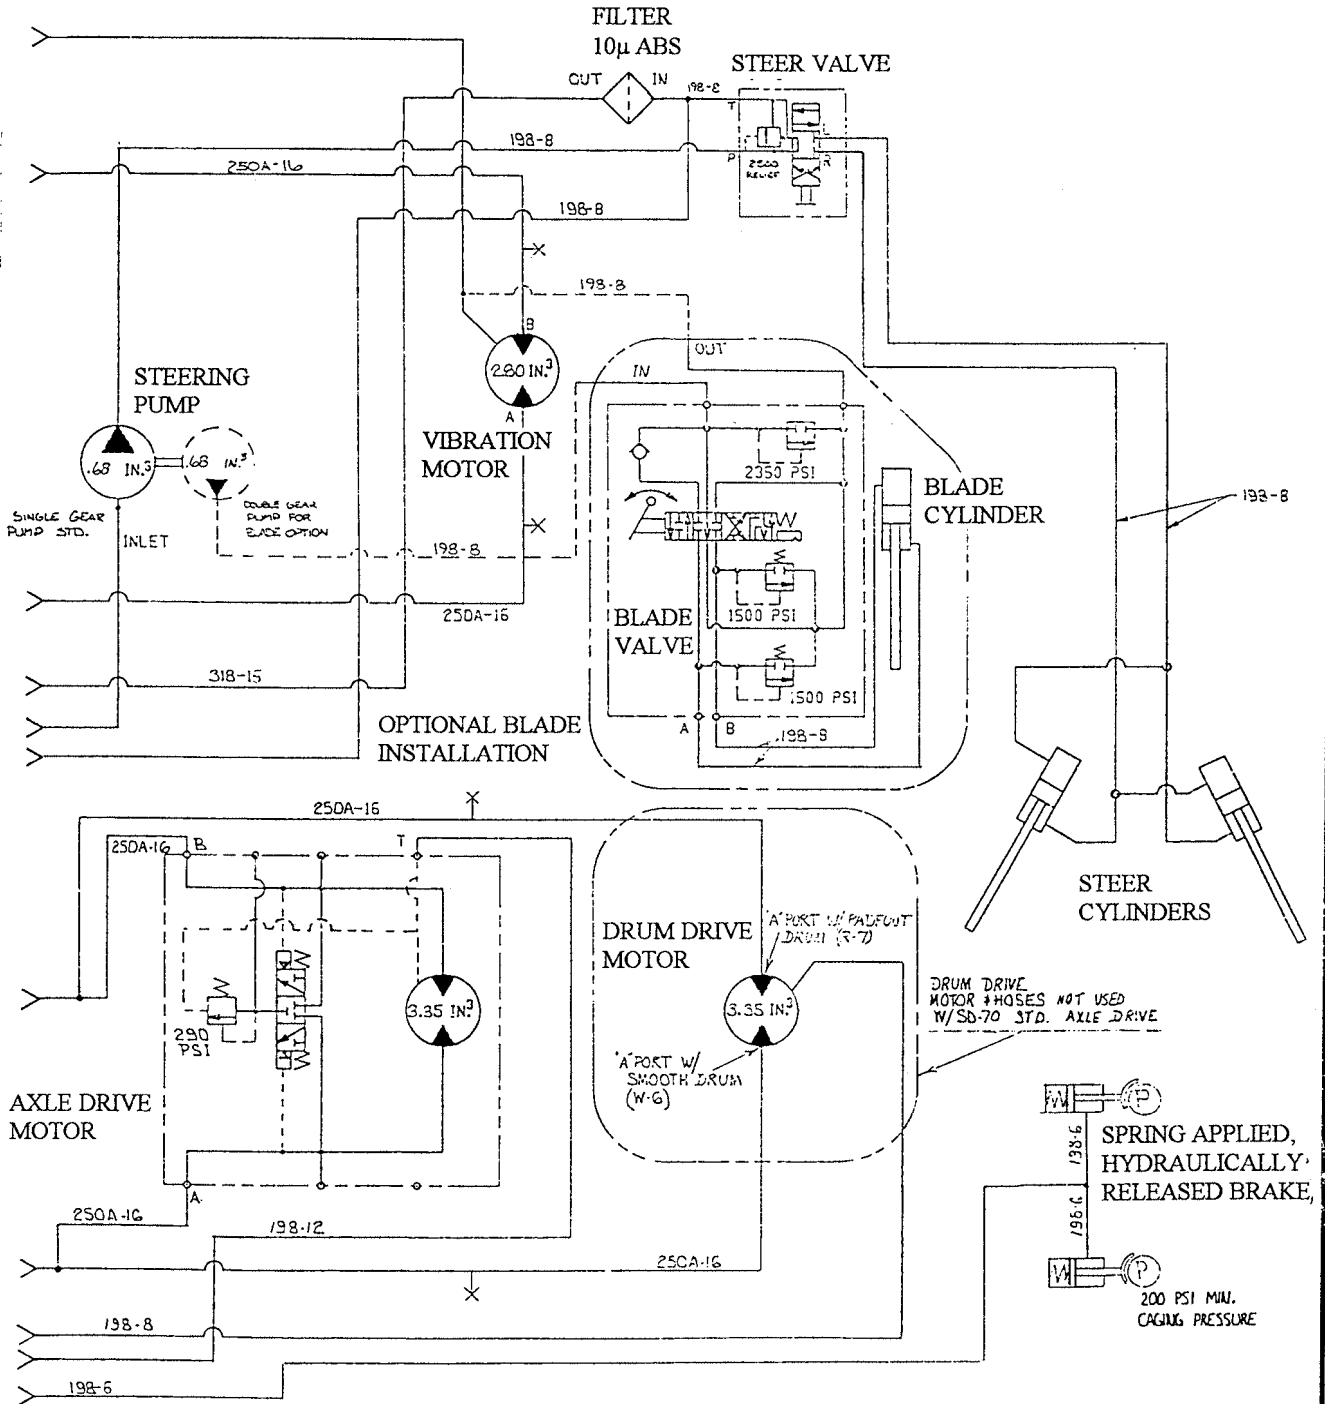 FILTER
10µ ABS
OUT
IN
STEER VALVE
198-8
T
198-8
P
L
R
2500
RELIEF
250A-16
198-8
198-8
B
2.80 IN.³
A
OUT
IN
STEERING
PUMP
VIBRATION
MOTOR
.68 IN.³
.68 IN.³
SINGLE GEAR
PUMP STD.
DOUBLE GEAR
PUMP FOR
BLADE OPTION
INLET
198-8
2350 PSI
BLADE
CYLINDER
198-8
250A-16
BLADE
VALVE
1500 PSI
1500 PSI
318-15
OPTIONAL BLADE
INSTALLATION
A
B
198-8
250A-16
250A-16
B
T
STEER
CYLINDERS
DRUM DRIVE
MOTOR
"A" PORT W/ PADFOOT
DRUM (R-7)
3.35 IN.³
3.35 IN.³
290
PSI
DRUM DRIVE
MOTOR & HOSES NOT USED
W/SD-70 STD. AXLE DRIVE
"A" PORT W/
SMOOTH DRUM
(W-6)
AXLE DRIVE
MOTOR
P
198-6
SPRING APPLIED,
HYDRAULICALLY
RELEASED BRAKE,
198-6
A
250A-16
198-12
250A-16
P
200 PSI MIN.
CAGING PRESSURE
198-8
198-6